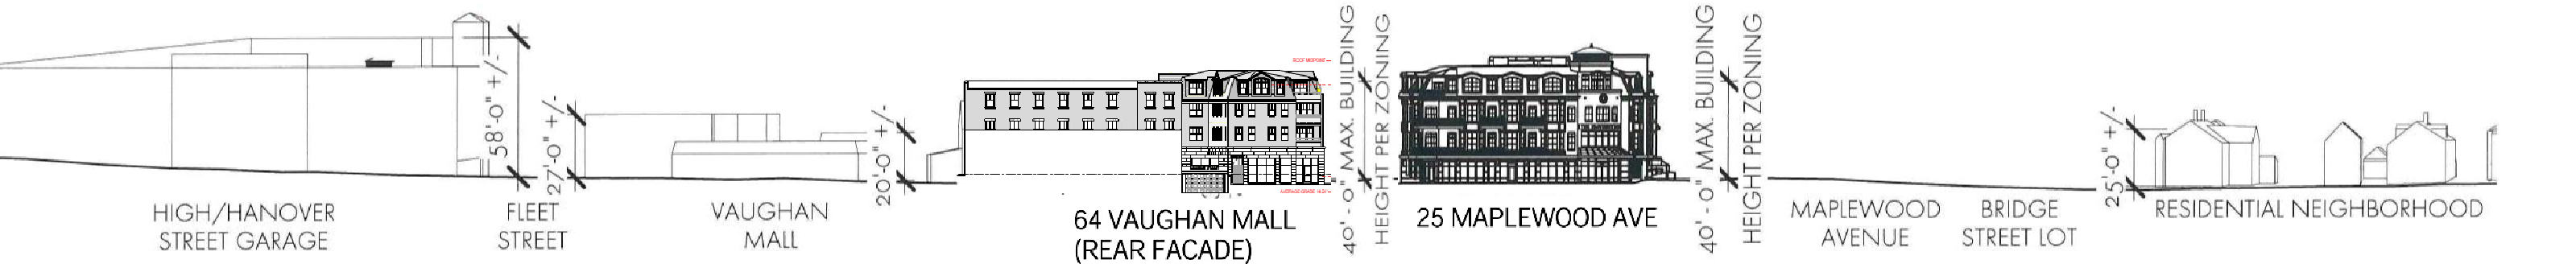 58'-0" +/-
HIGH/HANOVER
STREET GARAGE
FLEET
STREET
27'-0" +/-
VAUGHAN
MALL
20'-0" +/-
64 VAUGHAN MALL
(REAR FACADE)
ROOF MIDPOINT
40' - 0" MAX. BUILDING
HEIGHT PER ZONING
25 MAPLEWOOD AVE
40' - 0" MAX. BUILDING
HEIGHT PER ZONING
MAPLEWOOD
AVENUE
BRIDGE
STREET LOT
25'-0" +/-
RESIDENTIAL NEIGHBORHOOD